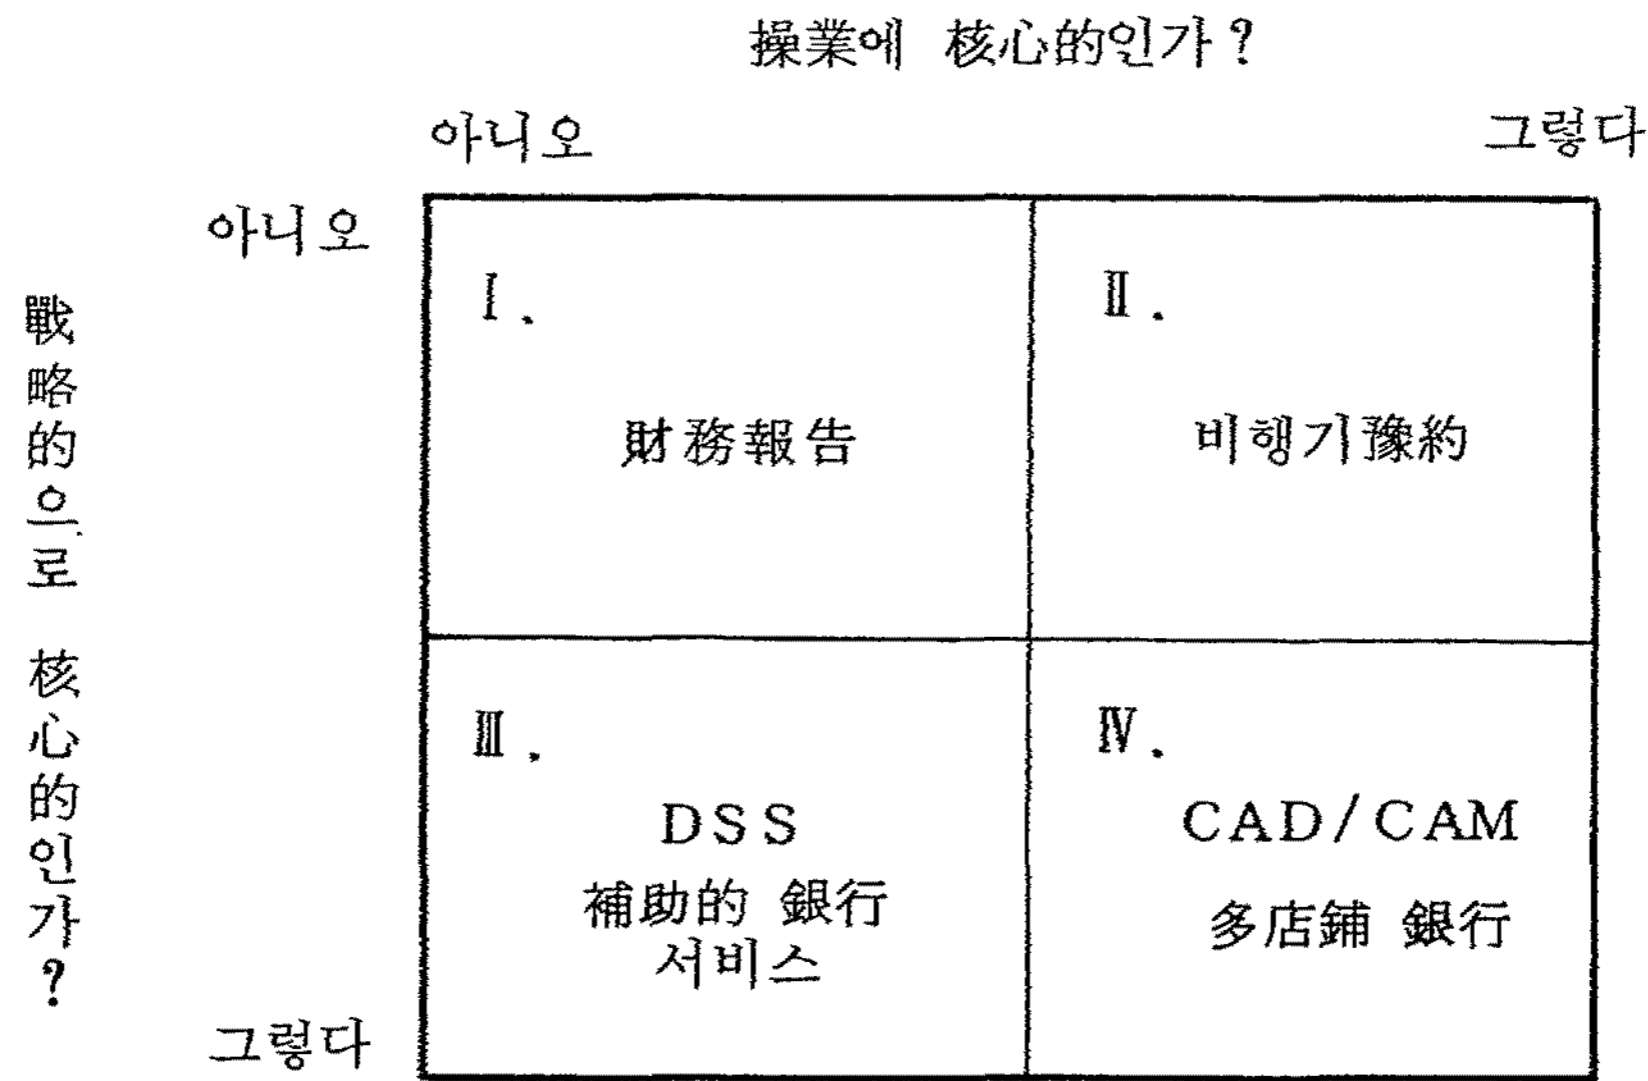 操業에 核心的인가?
아니오
그렇다
아니오
戰略的으로 核心的인가?
Ⅰ.
財務報告
Ⅱ.
비행기豫約
Ⅲ.
DSS
補助的 銀行
서비스
Ⅳ.
CAD/CAM
多店鋪 銀行
그렇다